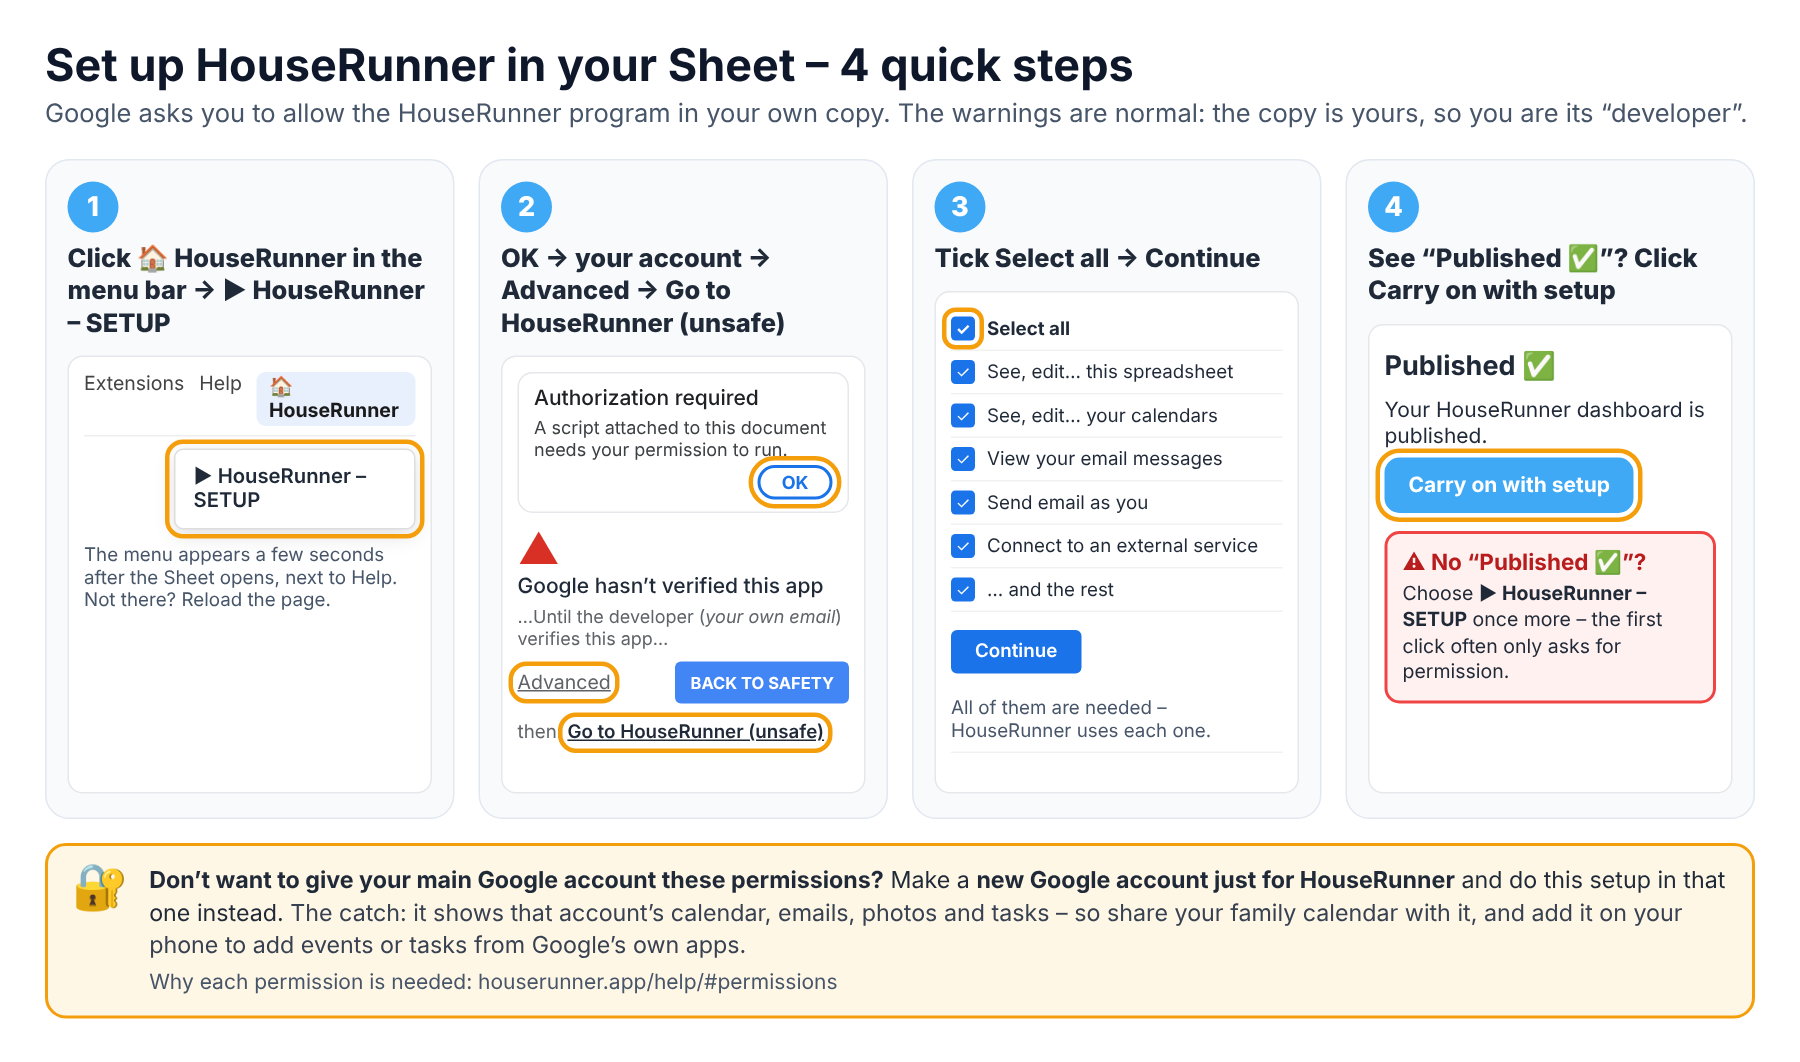 Set up HouseRunner in your Sheet – 4 quick steps
Google asks you to allow the HouseRunner program in your own copy. The warnings are normal: the copy is yours, so you are its “developer”.
1
Click 🏠 HouseRunner in the
menu bar → ▶ HouseRunner
– SETUP
Extensions Help 🏠
HouseRunner
▶ HouseRunner –
SETUP
The menu appears a few seconds
after the Sheet opens, next to Help.
Not there? Reload the page.
2
OK → your account →
Advanced → Go to
HouseRunner (unsafe)
Authorization required
A script attached to this document
needs your permission to run.
OK
Google hasn’t verified this app
...Until the developer (your own email)
verifies this app...
Advanced
BACK TO SAFETY
then Go to HouseRunner (unsafe)
3
Tick Select all → Continue
Select all
See, edit... this spreadsheet
See, edit... your calendars
View your email messages
Send email as you
Connect to an external service
... and the rest
Continue
All of them are needed –
HouseRunner uses each one.
4
See “Published ✅”? Click
Carry on with setup
Published ✅
Your HouseRunner dashboard is
published.
Carry on with setup
⚠ No “Published ✅”?
Choose ▶ HouseRunner –
SETUP once more – the first
click often only asks for
permission.
Don’t want to give your main Google account these permissions? Make a new Google account just for HouseRunner and do this setup in that
one instead. The catch: it shows that account’s calendar, emails, photos and tasks – so share your family calendar with it, and add it on your
phone to add events or tasks from Google’s own apps.
Why each permission is needed: houserunner.app/help/#permissions